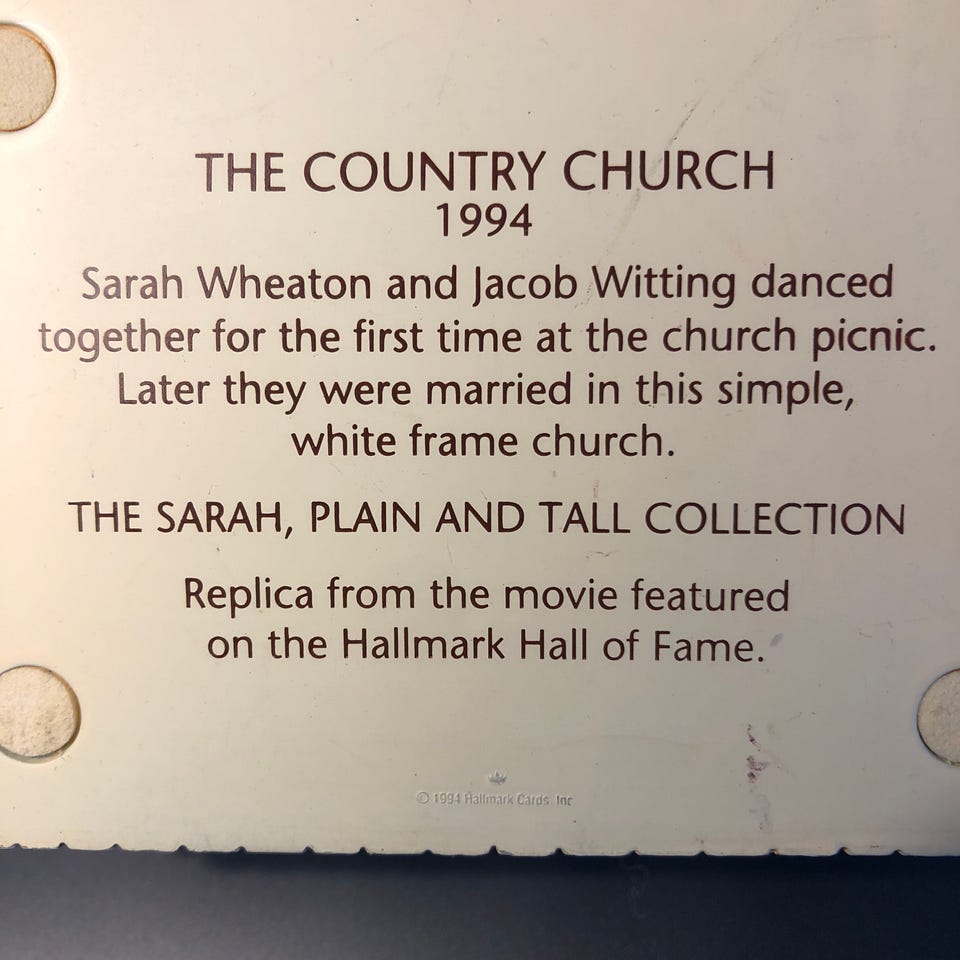 THE COUNTRY CHURCH
1994
Sarah Wheaton and Jacob Witting danced
together for the first time at the church picnic.
Later they were married in this simple,
white frame church.
THE SARAH, PLAIN AND TALL COLLECTION
Replica from the movie featured
on the Hallmark Hall of Fame.
© 1994 Hallmark Cards Inc